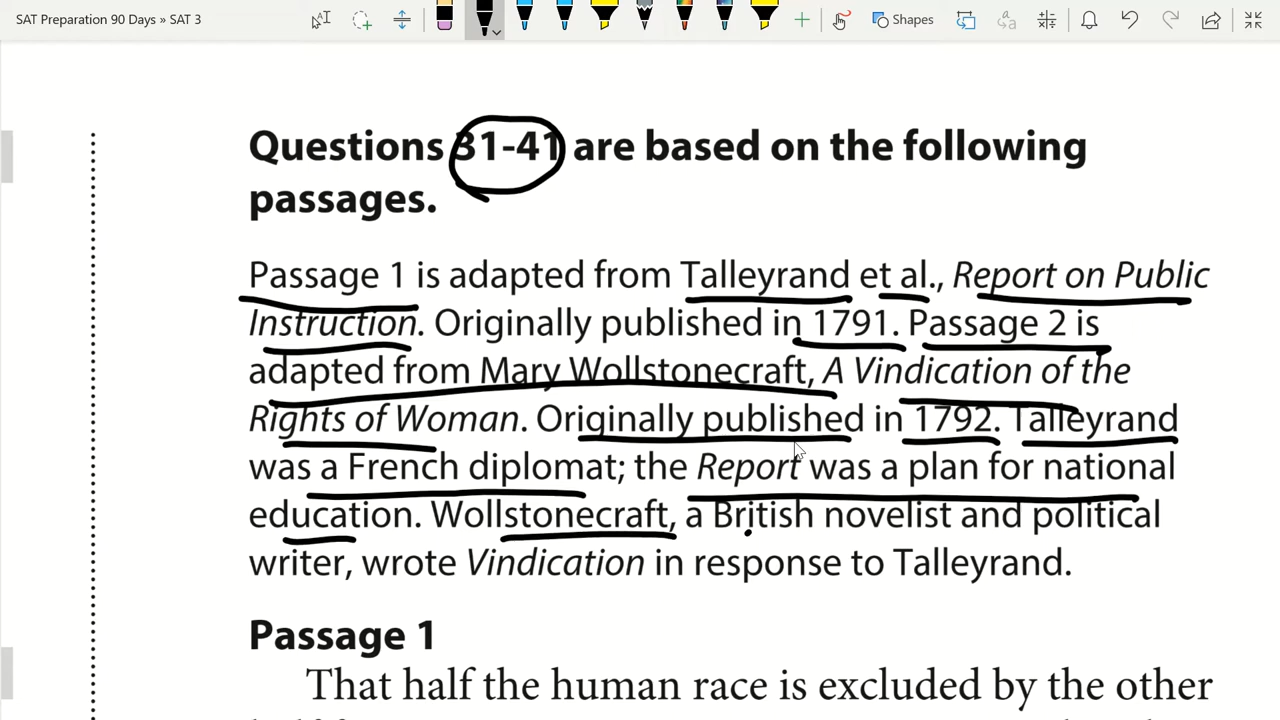 SAT Preparation 90 Days » SAT 3
Shapes
Questions 31-41 are based on the following
passages.
Passage 1 is adapted from Talleyrand et al., Report on Public
Instruction. Originally published in 1791. Passage 2 is
adapted from Mary Wollstonecraft, A Vindication of the
Rights of Woman. Originally published in 1792. Talleyrand
was a French diplomat; the Report was a plan for national
education. Wollstonecraft, a British novelist and political
writer, wrote Vindication in response to Talleyrand.
Passage 1
That half the human race is excluded by the other